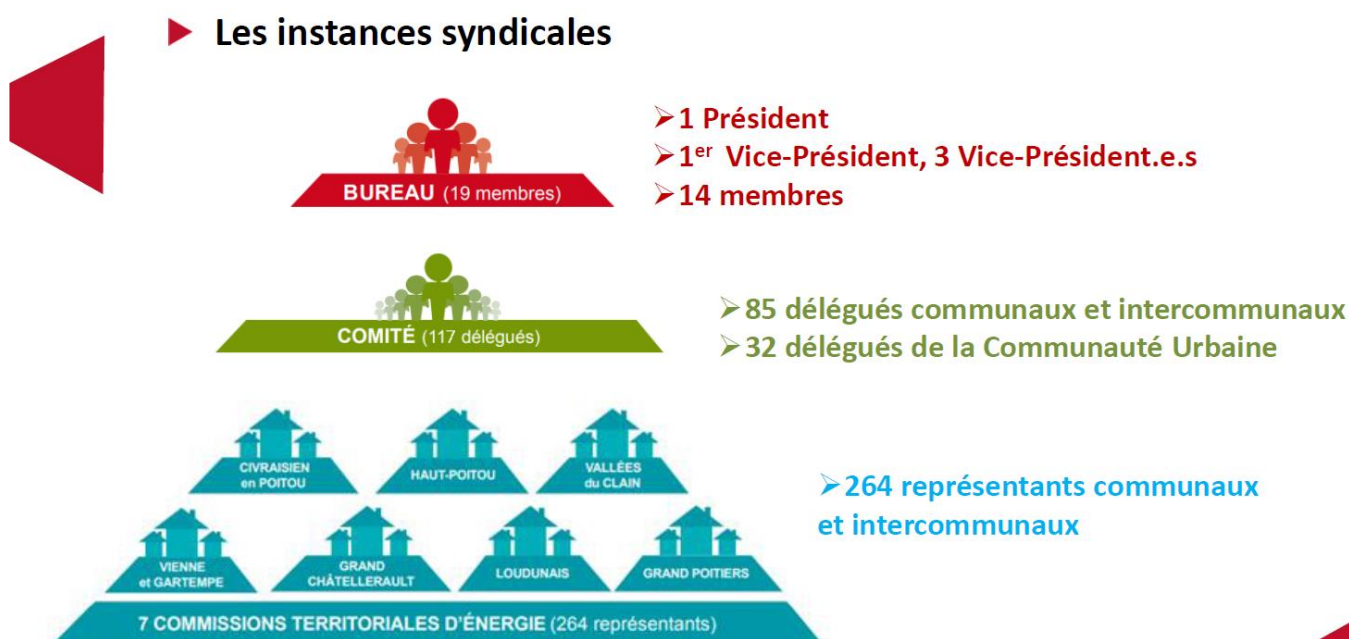 Les instances syndicales
BUREAU (19 membres)
➢1 Président
➢1er Vice-Président, 3 Vice-Président.e.s
➢14 membres
COMITÉ (117 délégués)
➢85 délégués communaux et intercommunaux
➢32 délégués de la Communauté Urbaine
CIVRAISIEN
en POITOU
HAUT-POITOU
VALLÉES
du CLAIN
VIENNE
et GARTEMPE
GRAND
CHÂTELLERAULT
LOUDUNAIS
GRAND POITIERS
7 COMMISSIONS TERRITORIALES D'ÉNERGIE (264 représentants)
➢264 représentants communaux
et intercommunaux